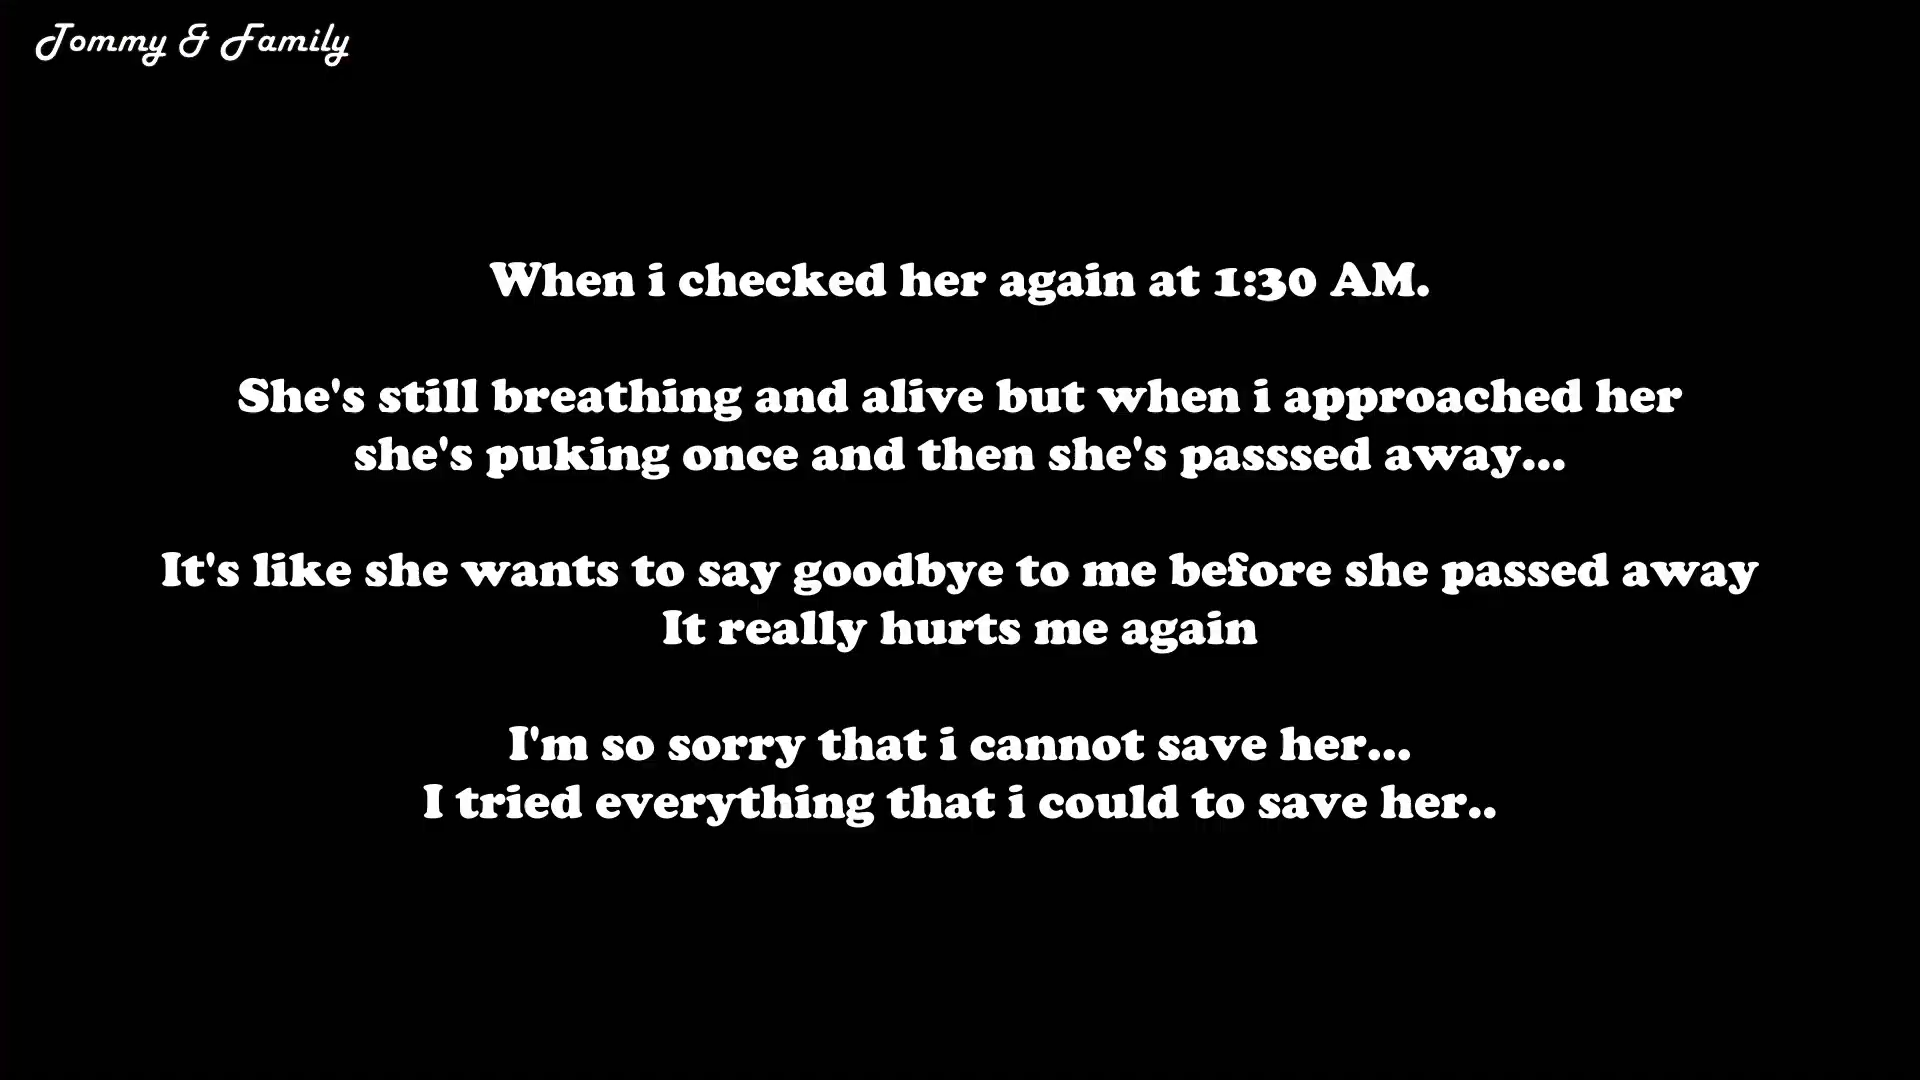 Tommy & Family
When i checked her again at 1:30 AM.
She's still breathing and alive but when i approached her
she's puking once and then she's passsed away...
It's like she wants to say goodbye to me before she passed away
It really hurts me again
I'm so sorry that i cannot save her...
I tried everything that i could to save her..